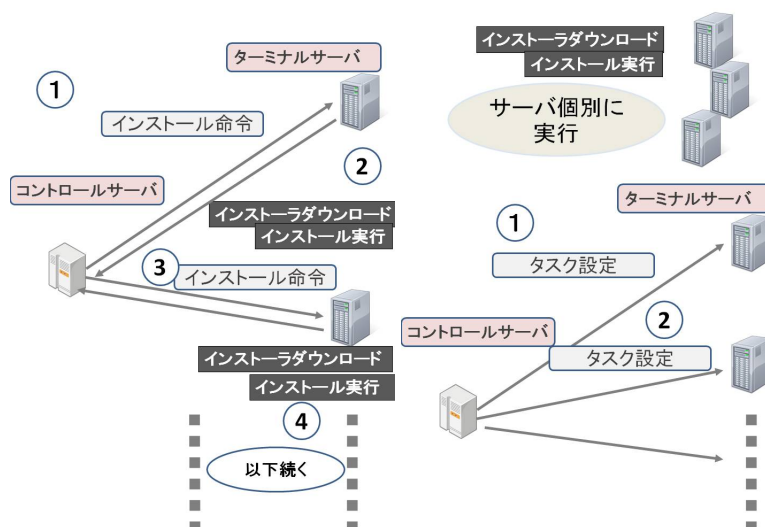 ターミナルサーバ
①
インストール命令
②
コントロールサーバ
インストーラダウンロード
インストール実行
③
インストール命令
インストーラダウンロード
インストール実行
④
以下続く
インストーラダウンロード
インストール実行
サーバ個別に
実行
ターミナルサーバ
①
タスク設定
②
コントロールサーバ
タスク設定